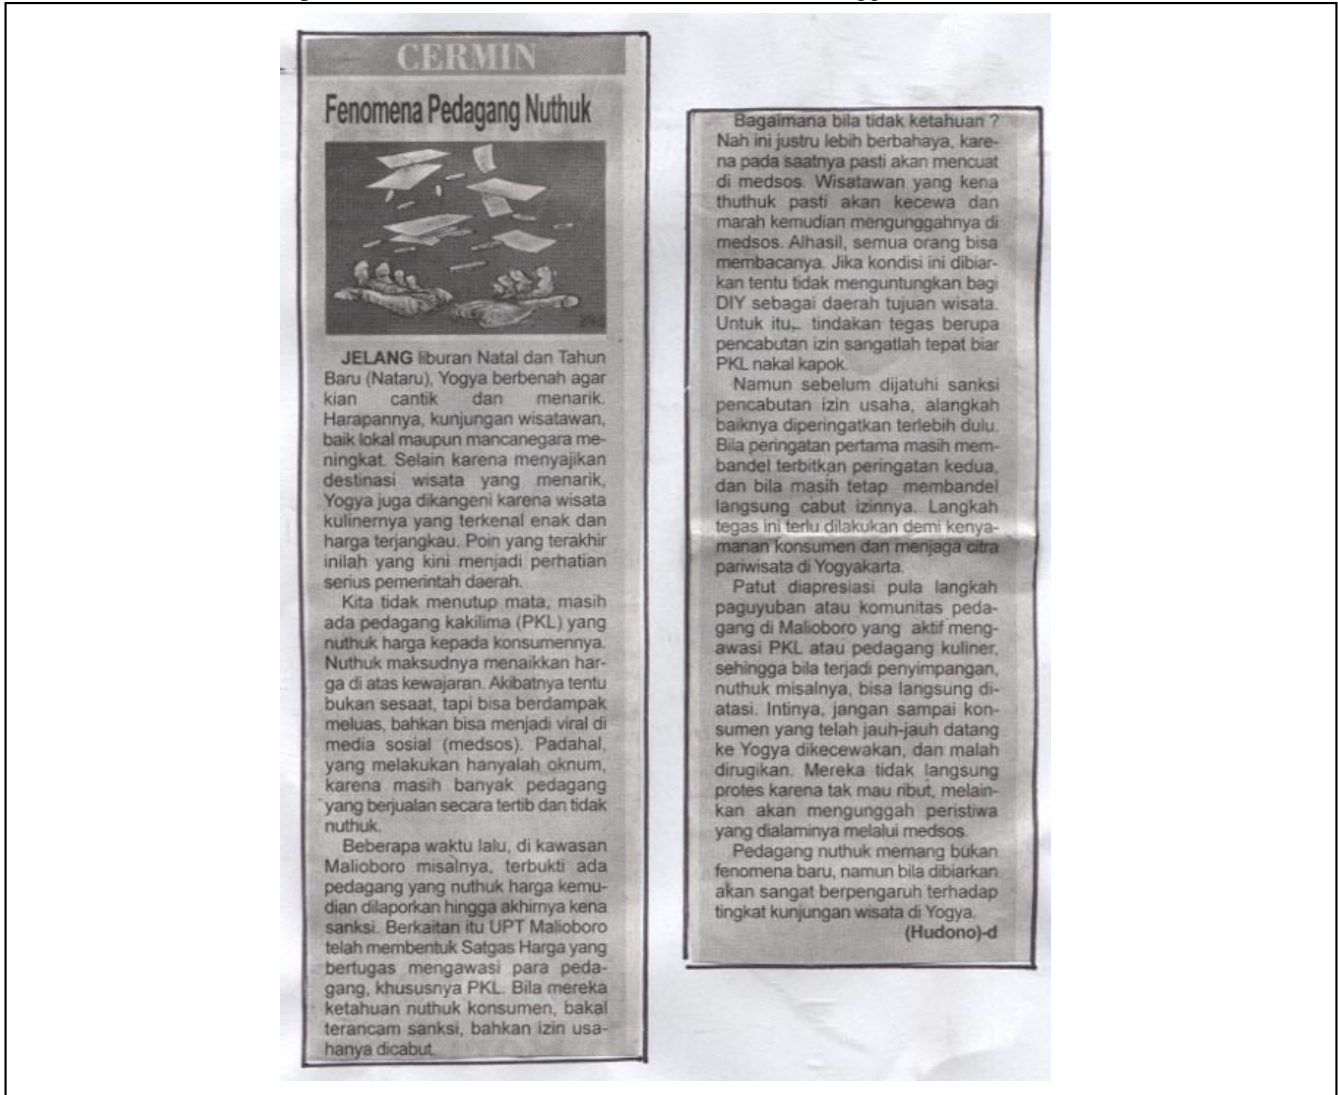 CERMIN
Fenomena Pedagang Nuthuk
JELANG liburan Natal dan Tahun
Baru (Nataru), Yogya berbenah agar
kian cantik dan menarik.
Harapannya, kunjungan wisatawan,
baik lokal maupun mancanegara me-
ningkat. Selain karena menyajikan
destinasi wisata yang menarik,
Yogya juga dikangeni karena wisata
kulinernya yang terkenal enak dan
harga terjangkau. Poin yang terakhir
inilah yang kini menjadi perhatian
serius pemerintah daerah.
Kita tidak menutup mata, masih
ada pedagang kakilima (PKL) yang
nuthuk harga kepada konsumennya.
Nuthuk maksudnya menaikkan har-
ga di atas kewajaran. Akibatnya tentu
bukan sesaat, tapi bisa berdampak
meluas, bahkan bisa menjadi viral di
media sosial (medsos). Padahal,
yang melakukan hanyalah oknum,
karena masih banyak pedagang
yang berjualan secara tertib dan tidak
nuthuk.
Beberapa waktu lalu, di kawasan
Malioboro misalnya, terbukti ada
pedagang yang nuthuk harga kemu-
dian dilaporkan hingga akhirnya kena
sanksi. Berkaitan itu UPT Malioboro
telah membentuk Satgas Harga yang
bertugas mengawasi para peda-
gang, khususnya PKL. Bila mereka
ketahuan nuthuk konsumen, bakal
terancam sanksi, bahkan izin usa-
hanya dicabut.
Bagaimana bila tidak ketahuan ?
Nah ini justru lebih berbahaya, kare-
na pada saatnya pasti akan mencuat
di medsos. Wisatawan yang kena
thuthuk pasti akan kecewa dan
marah kemudian mengunggahnya di
medsos. Alhasil, semua orang bisa
membacanya. Jika kondisi ini dibiar-
kan tentu tidak menguntungkan bagi
DIY sebagai daerah tujuan wisata.
Untuk itu, tindakan tegas berupa
pencabutan izin sangatlah tepat biar
PKL nakal kapok.
Namun sebelum dijatuhi sanksi
pencabutan izin usaha, alangkah
baiknya diperingatkan terlebih dulu.
Bila peringatan pertama masih mem-
bandel terbitkan peringatan kedua,
dan bila masih tetap membandel
langsung cabut izinnya. Langkah
tegas ini terlu dilakukan demi kenya-
manan konsumen dan menjaga citra
pariwisata di Yogyakarta.
Patut diapresiasi pula langkah
paguyuban atau komunitas peda-
gang di Malioboro yang aktif meng-
awasi PKL atau pedagang kuliner,
sehingga bila terjadi penyimpangan,
nuthuk misalnya, bisa langsung di-
atasi. Intinya, jangan sampai kon-
sumen yang telah jauh-jauh datang
ke Yogya dikecewakan, dan malah
dirugikan. Mereka tidak langsung
protes karena tak mau ribut, melain-
kan akan mengunggah peristiwa
yang dialaminya melalui medsos.
Pedagang nuthuk memang bukan
fenomena baru, namun bila dibiarkan
akan sangat berpengaruh terhadap
tingkat kunjungan wisata di Yogya.
(Hudono)-d